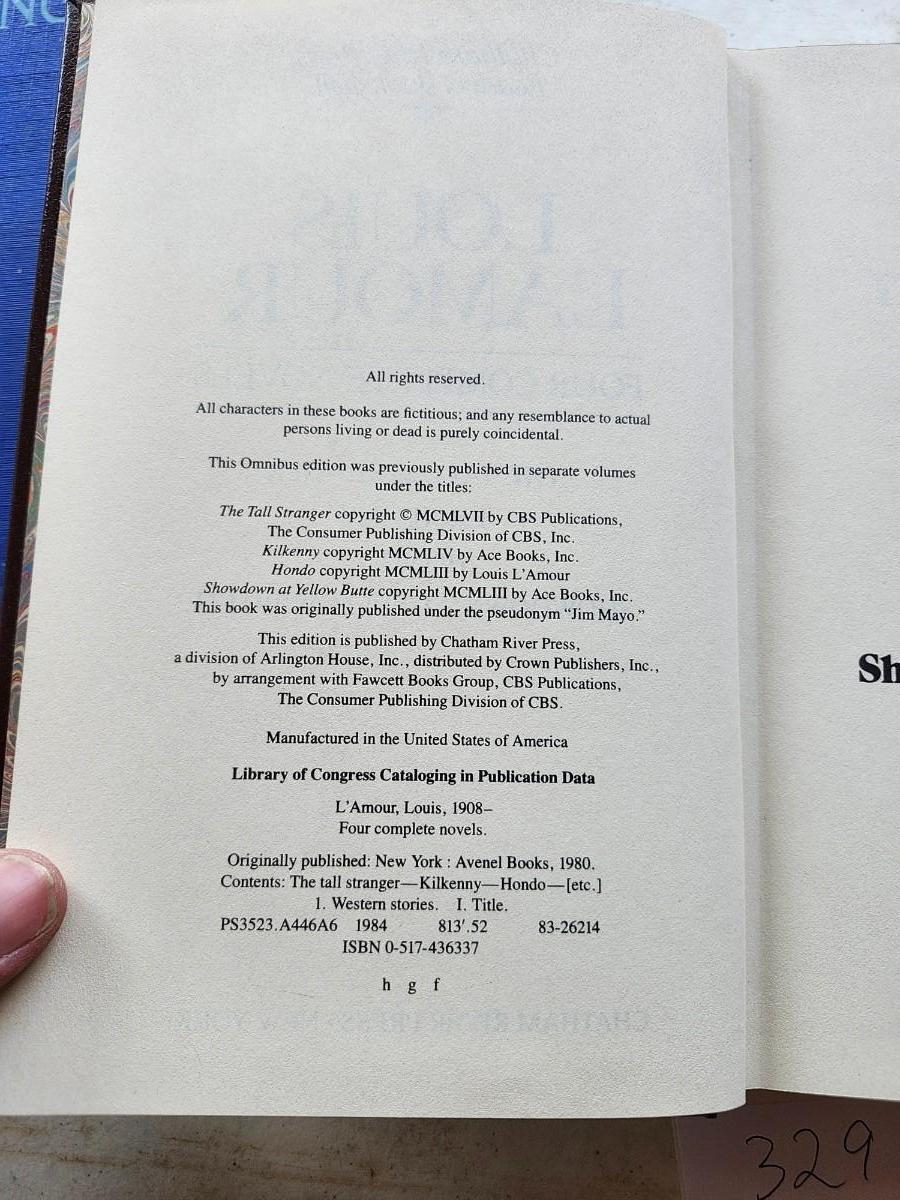 All rights reserved.
All characters in these books are fictitious; and any resemblance to actual
persons living or dead is purely coincidental.
This Omnibus edition was previously published in separate volumes
under the titles:
The Tall Stranger copyright © MCMLVII by CBS Publications,
The Consumer Publishing Division of CBS, Inc.
Kilkenny copyright MCMLIV by Ace Books, Inc.
Hondo copyright MCMLIII by Louis L'Amour
Showdown at Yellow Butte copyright MCMLIII by Ace Books, Inc.
This book was originally published under the pseudonym “Jim Mayo.”
This edition is published by Chatham River Press,
a division of Arlington House, Inc., distributed by Crown Publishers, Inc.,
by arrangement with Fawcett Books Group, CBS Publications,
The Consumer Publishing Division of CBS.
Manufactured in the United States of America
Library of Congress Cataloging in Publication Data
L'Amour, Louis, 1908–
Four complete novels.
Originally published: New York : Avenel Books, 1980.
Contents: The tall stranger—Kilkenny—Hondo—[etc.]
1. Western stories. I. Title.
PS3523.A446A6 1984 813'.52 83-26214
ISBN 0-517-436337
h g f
Sh
329